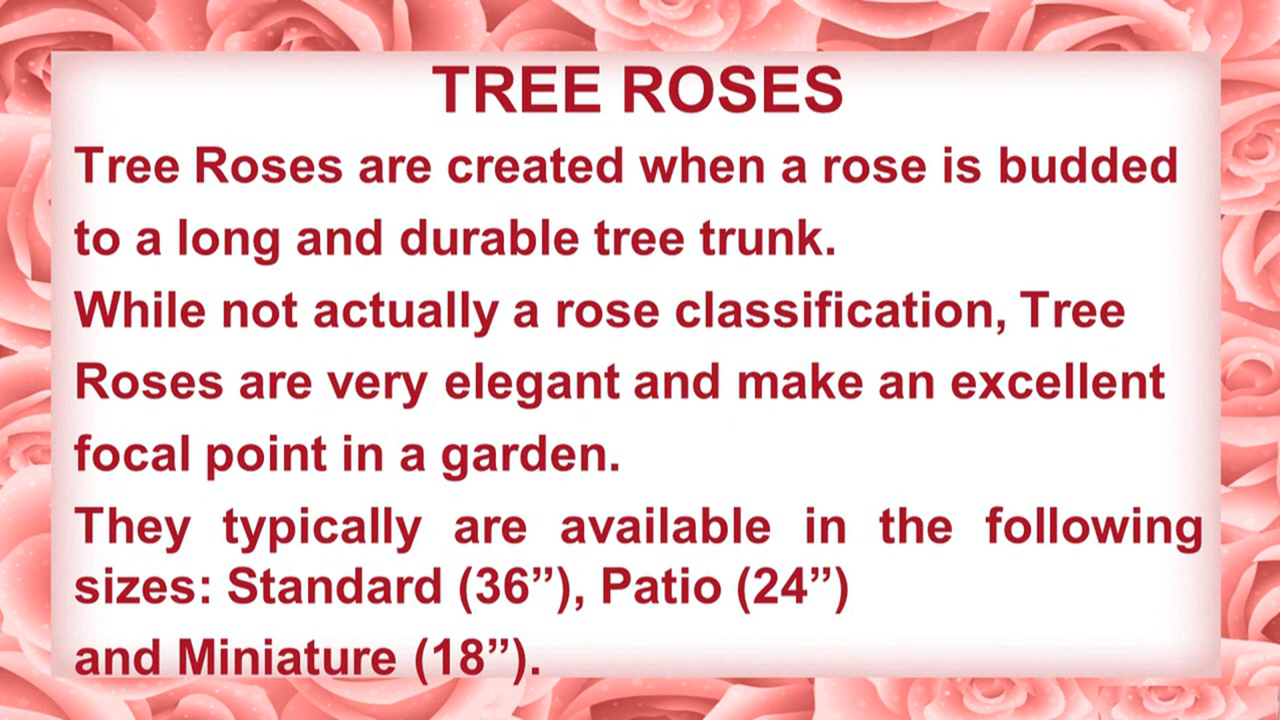 TREE ROSES
Tree Roses are created when a rose is budded
to a long and durable tree trunk.
While not actually a rose classification, Tree
Roses are very elegant and make an excellent
focal point in a garden.
They typically are available in the following
sizes: Standard (36”), Patio (24”)
and Miniature (18”).